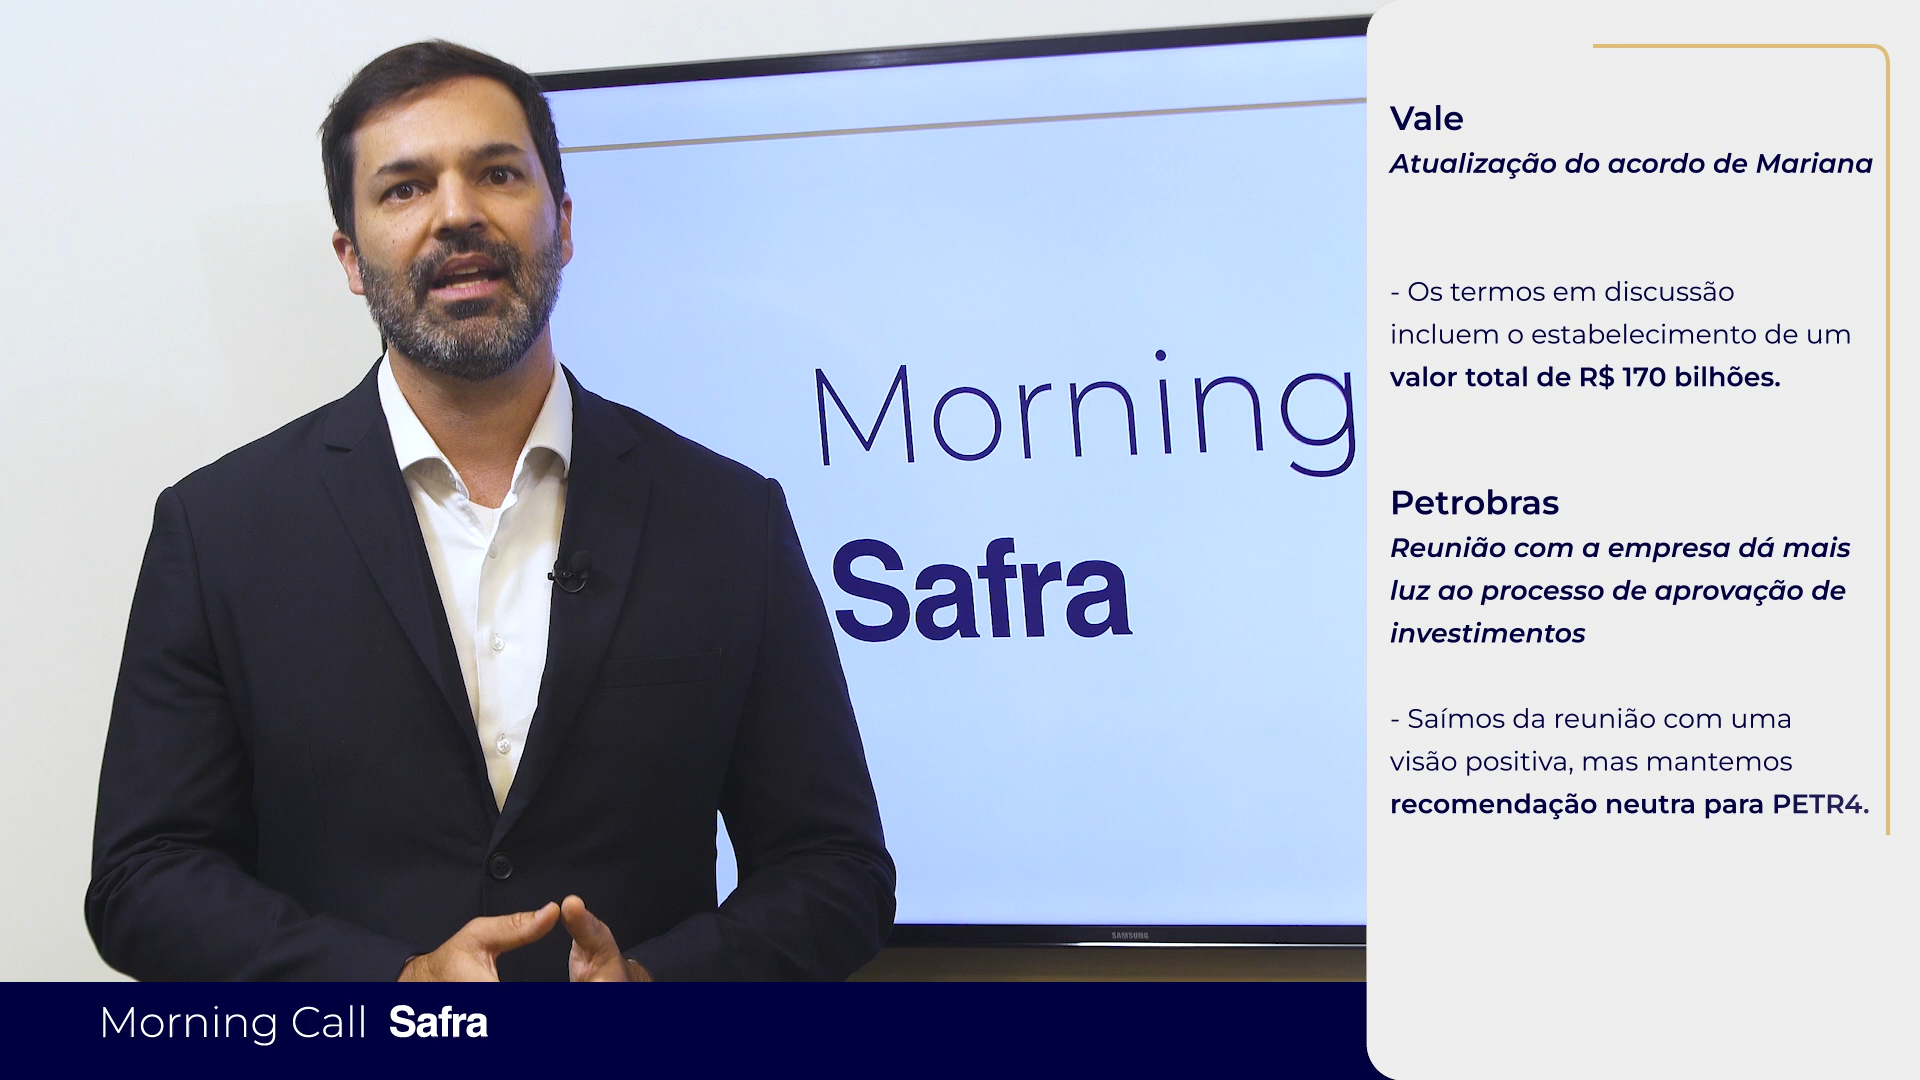 Morning
Safra
SAMSUNG
Vale
Atualização do acordo de Mariana
- Os termos em discussão
incluem o estabelecimento de um
valor total de R$ 170 bilhões.
Petrobras
Reunião com a empresa dá mais
luz ao processo de aprovação de
investimentos
- Saímos da reunião com uma
visão positiva, mas mantemos
recomendação neutra para PETR4.
Morning Call Safra